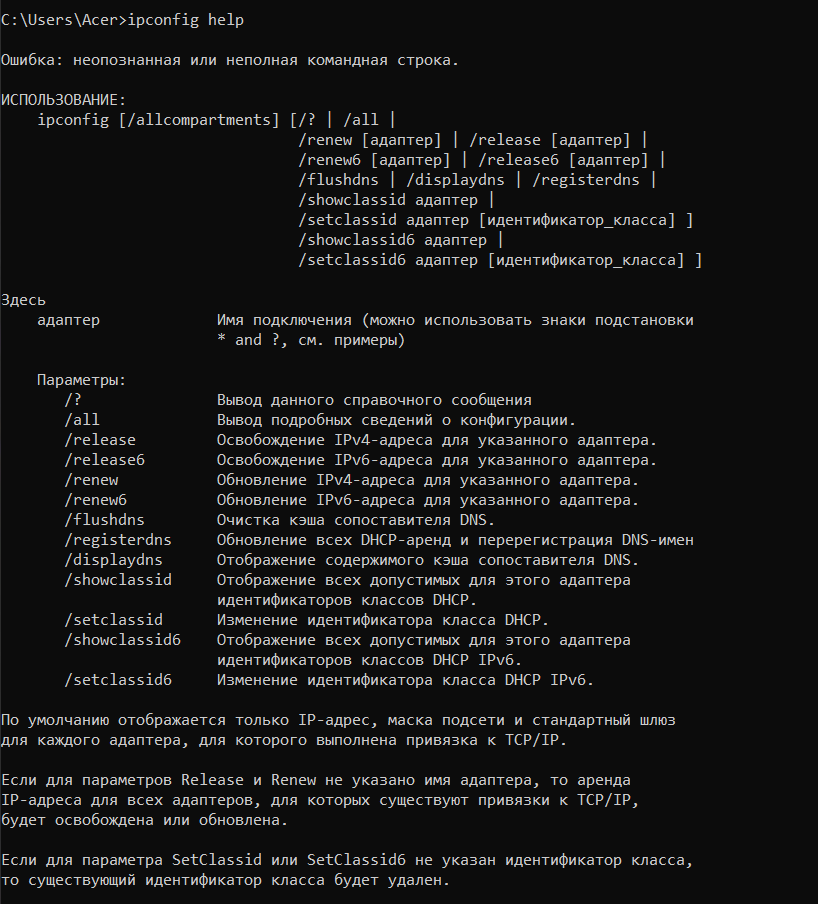 C:\Users\Acer>ipconfig help
Ошибка: неопознанная или неполная командная строка.
ИСПОЛЬЗОВАНИЕ:
ipconfig [/allcompartments] [/? | /all |
/renew [адаптер] | /release [адаптер] |
/renew6 [адаптер] | /release6 [адаптер] |
/flushdns | /displaydns | /registerdns |
/showclassid адаптер |
/setclassid адаптер [идентификатор_класса] ]
/showclassid6 адаптер |
/setclassid6 адаптер [идентификатор_класса] ]
Здесь
адаптер Имя подключения (можно использовать знаки подстановки
* and ?, см. примеры)
Параметры:
/? Вывод данного справочного сообщения
/all Вывод подробных сведений о конфигурации.
/release Освобождение IPv4-адреса для указанного адаптера.
/release6 Освобождение IPv6-адреса для указанного адаптера.
/renew Обновление IPv4-адреса для указанного адаптера.
/renew6 Обновление IPv6-адреса для указанного адаптера.
/flushdns Очистка кэша сопоставителя DNS.
/registerdns Обновление всех DHCP-аренд и перерегистрация DNS-имен
/displaydns Отображение содержимого кэша сопоставителя DNS.
/showclassid Отображение всех допустимых для этого адаптера
идентификаторов классов DHCP.
/setclassid Изменение идентификатора класса DHCP.
/showclassid6 Отображение всех допустимых для этого адаптера
идентификаторов классов DHCP IPv6.
/setclassid6 Изменение идентификатора класса DHCP IPv6.
По умолчанию отображается только IP-адрес, маска подсети и стандартный шлюз
для каждого адаптера, для которого выполнена привязка к TCP/IP.
Если для параметров Release и Renew не указано имя адаптера, то аренда
IP-адреса для всех адаптеров, для которых существуют привязки к TCP/IP,
будет освобождена или обновлена.
Если для параметра SetClassid или SetClassid6 не указан идентификатор класса,
то существующий идентификатор класса будет удален.